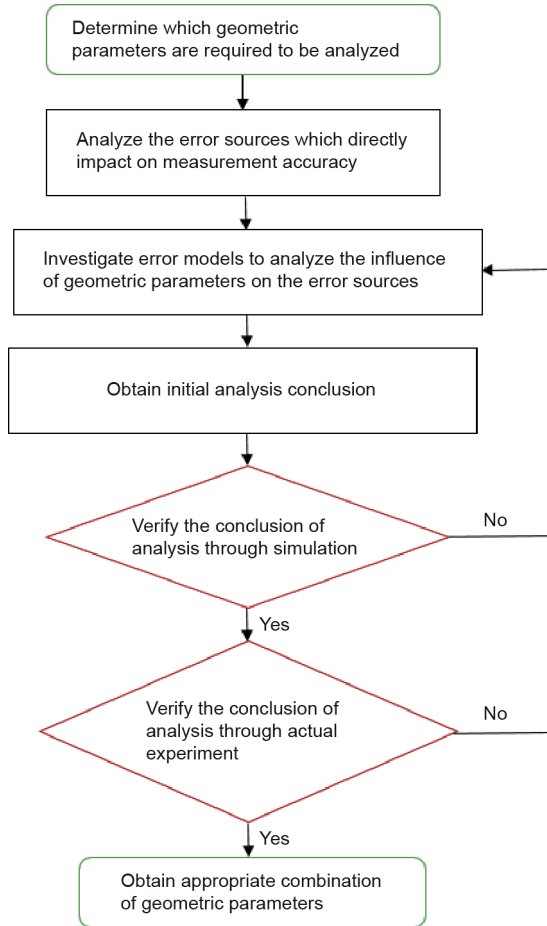 Determine which geometric
parameters are required to be analyzed
Analyze the error sources which directly
impact on measurement accuracy
Investigate error models to analyze the influence
of geometric parameters on the error sources
Obtain initial analysis conclusion
Verify the conclusion of
analysis through simulation
No
Yes
Verify the conclusion of
analysis through actual
experiment
No
Yes
Obtain appropriate combination
of geometric parameters